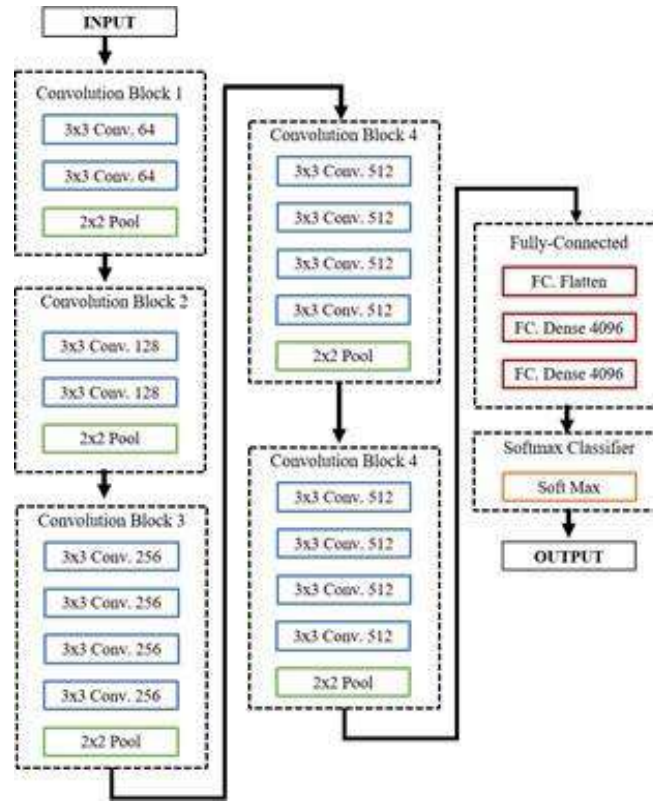 INPUT
Convolution Block 1
3x3 Conv. 64
3x3 Conv. 64
2x2 Pool
Convolution Block 2
3x3 Conv. 128
3x3 Conv. 128
2x2 Pool
Convolution Block 3
3x3 Conv. 256
3x3 Conv. 256
3x3 Conv. 256
3x3 Conv. 256
2x2 Pool
Convolution Block 4
3x3 Conv. 512
3x3 Conv. 512
3x3 Conv. 512
3x3 Conv. 512
2x2 Pool
Convolution Block 4
3x3 Conv. 512
3x3 Conv. 512
3x3 Conv. 512
3x3 Conv. 512
2x2 Pool
Fully-Connected
FC. Flatten
FC. Dense 4096
FC. Dense 4096
Softmax Classifier
Soft Max
OUTPUT